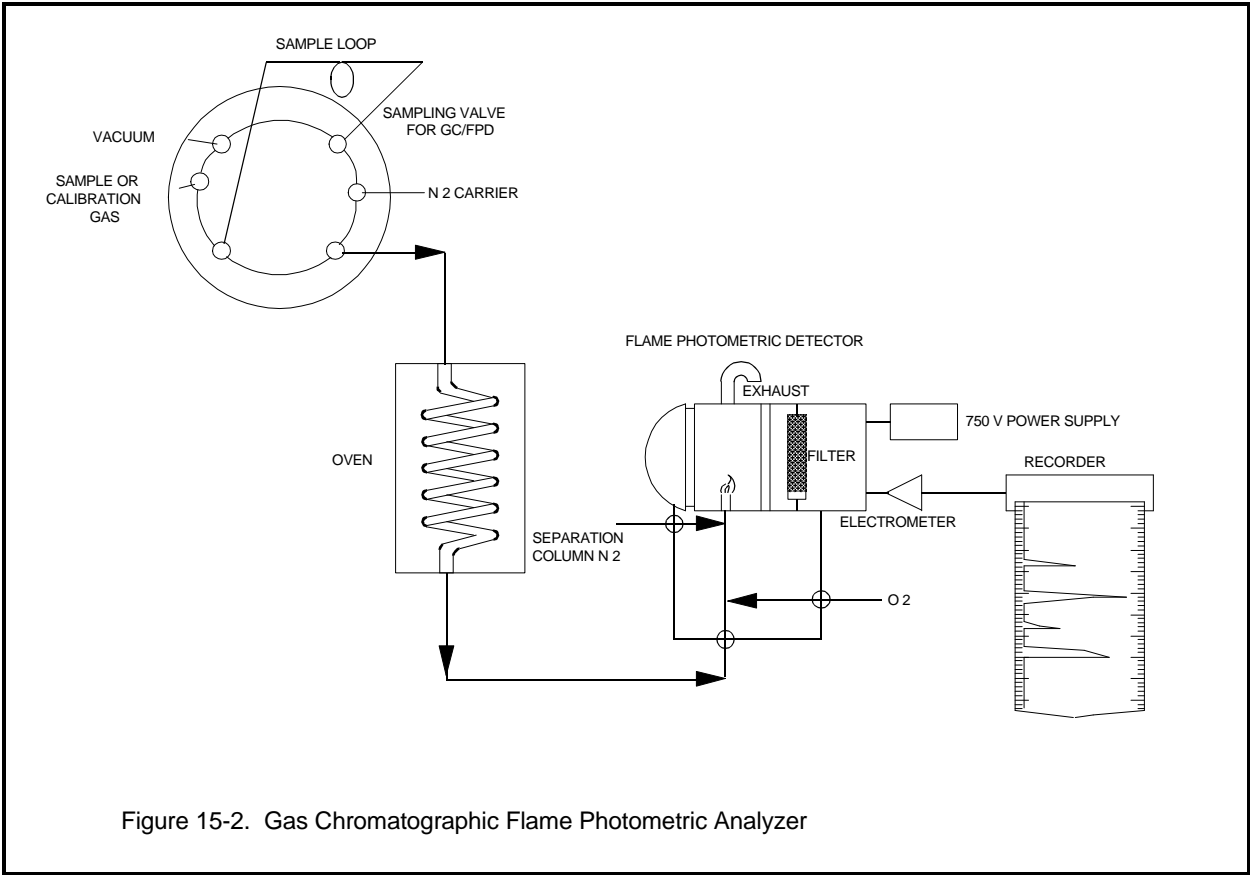 SAMPLE LOOP
SAMPLING VALVE
FOR GC/FPD
VACUUM
SAMPLE OR
CALIBRATION
GAS
N 2 CARRIER
FLAME PHOTOMETRIC DETECTOR
EXHAUST
750 V POWER SUPPLY
OVEN
FILTER
RECORDER
ELECTROMETER
SEPARATION
COLUMN N 2
O 2
Figure 15-2. Gas Chromatographic Flame Photometric Analyzer